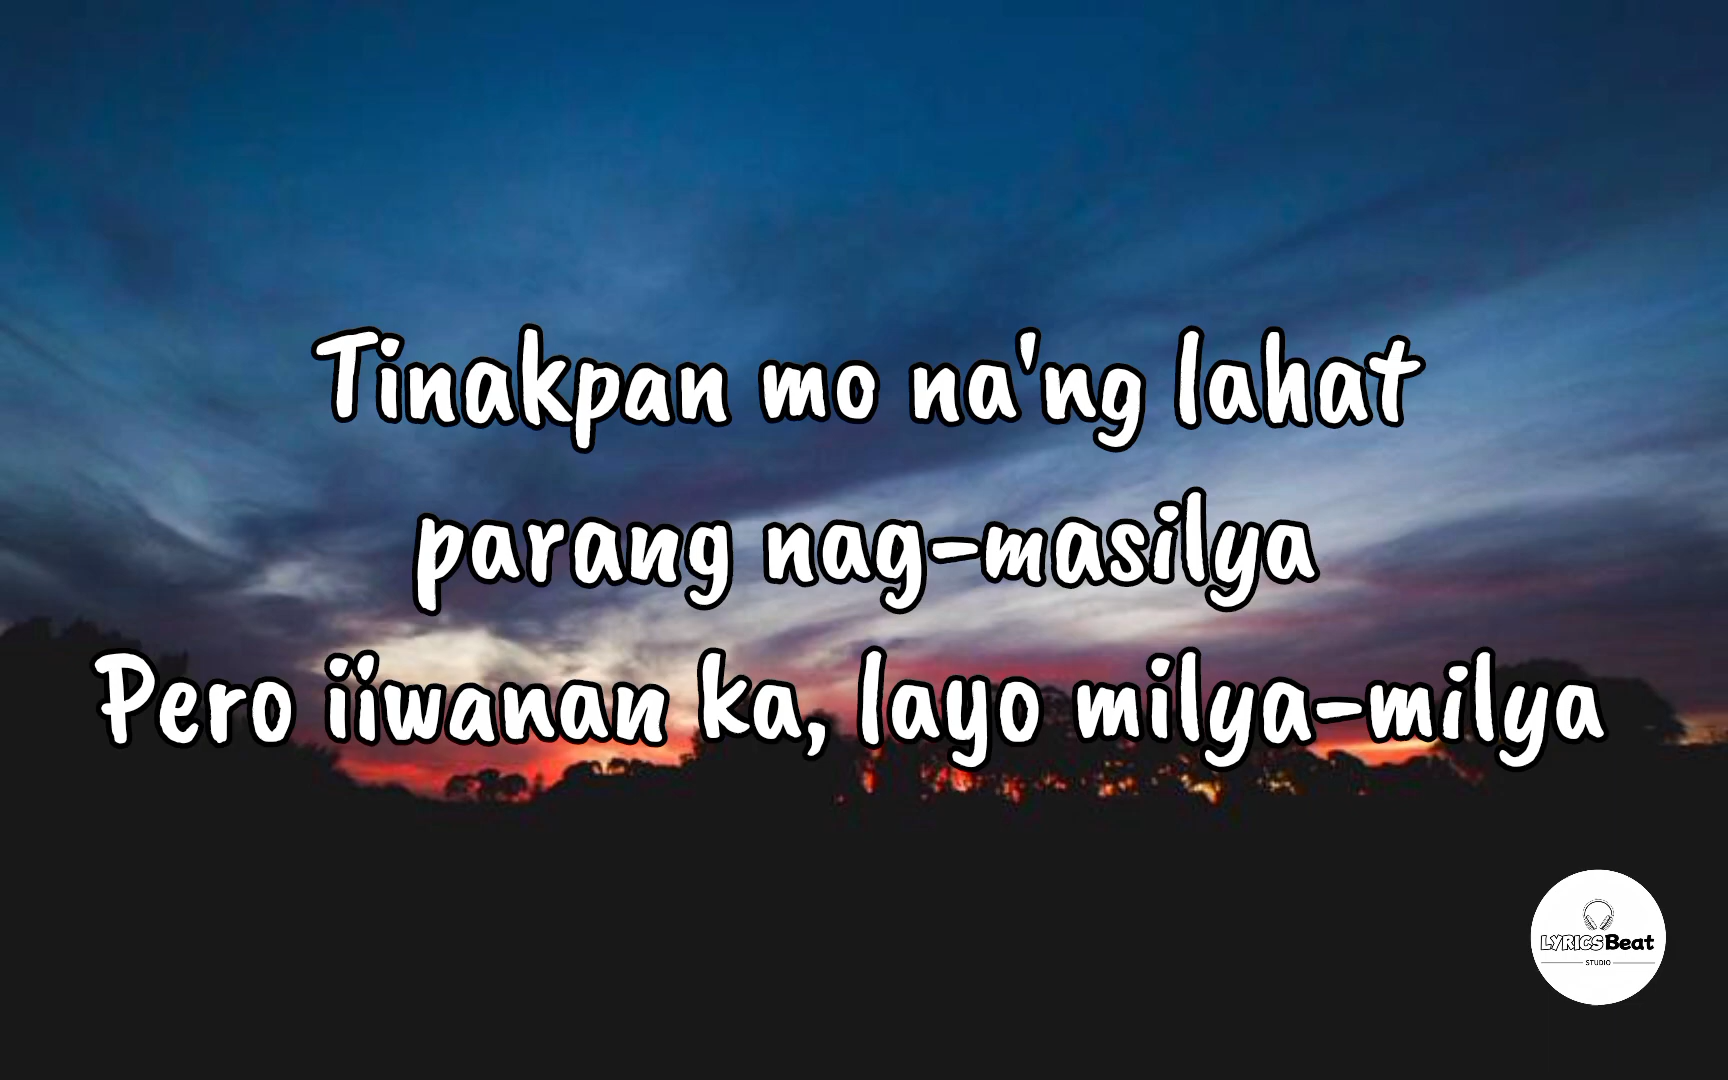 Tinakpan mo na'ng lahat
parang nag-masilya
Pero iiwanan ka, layo milya-milya
LYRICSBeat
STUDIO